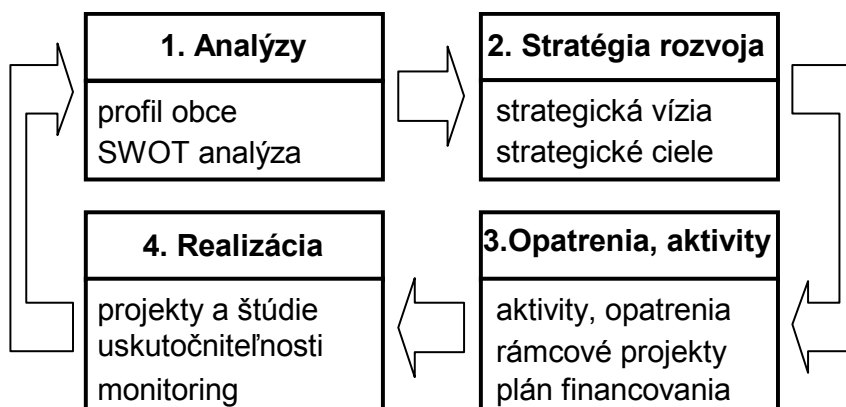 1. Analýzy
profil obce
SWOT analýza
2. Stratégia rozvoja
strategická vízia
strategické ciele
3.Opatrenia, aktivity
aktivity, opatrenia
rámcové projekty
plán financovania
4. Realizácia
projekty a štúdie
uskutočniteľnosti
monitoring